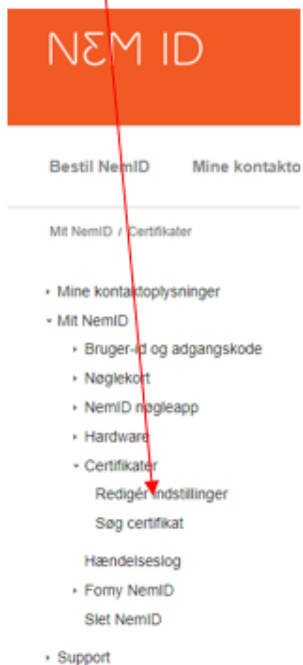 NEM ID
Bestil NemID Mine kontakto
Mit NemID / Certifikater
Mine kontaktoplysninger
Mit NemID
Bruger-id og adgangskode
Nøglekort
NemID nøgleapp
Hardware
Certifikater
Redigér indstillinger
Søg certifikat
Hændelseslog
Forny NemID
Slet NemID
Support